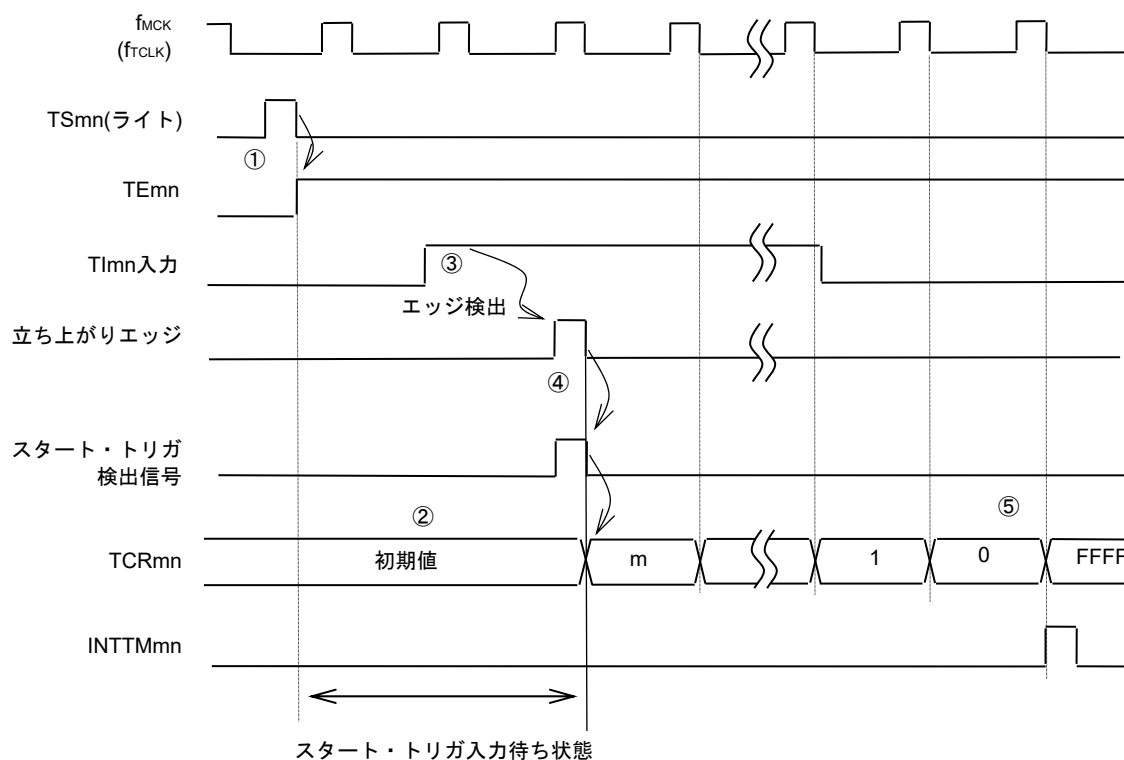 fMCK
(fTCLK)
TSmn(ライト)
①
TEmn
TImn入力
③
エッジ検出
立ち上がりエッジ
④
スタート・トリガ
検出信号
②
⑤
TCRmn
初期値
m
1
0
FFFF
INTTMmn
スタート・トリガ入力待ち状態